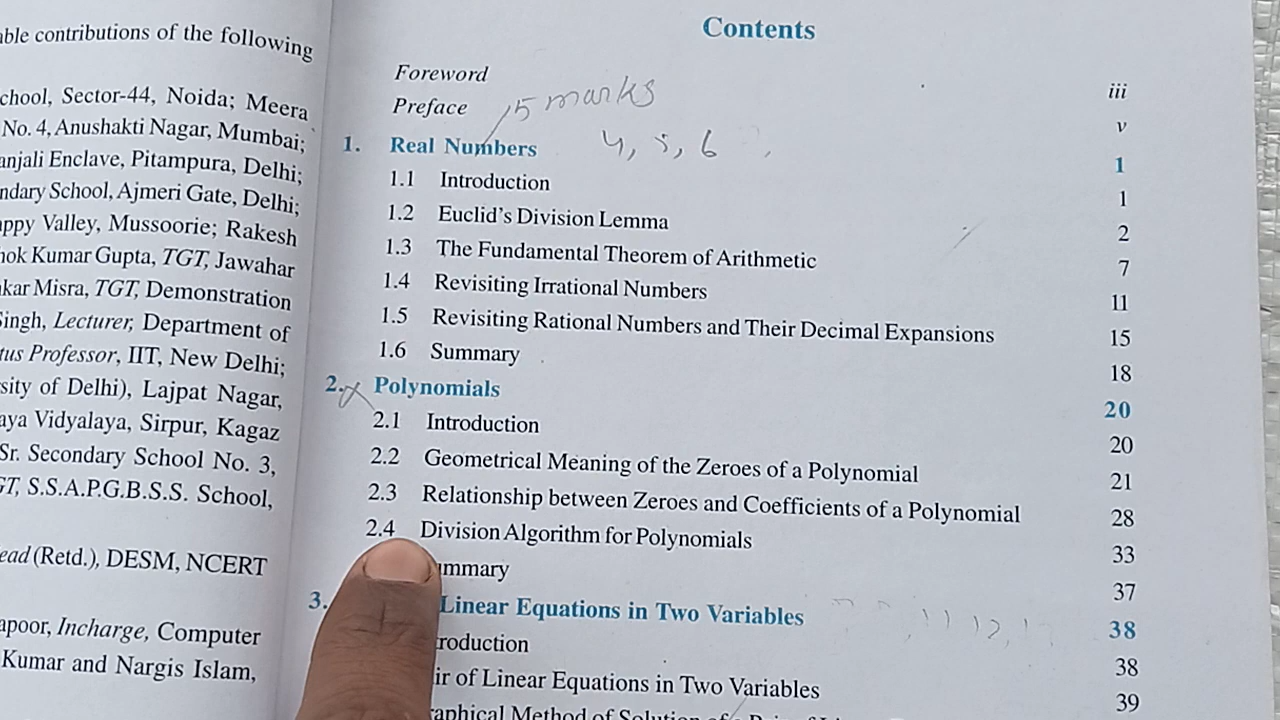 able contributions of the following
chool, Sector-44, Noida; Meera
No. 4, Anushakti Nagar, Mumbai;
anjali Enclave, Pitampura, Delhi;
ndary School, Ajmeri Gate, Delhi;
appy Valley, Mussoorie; Rakesh
hok Kumar Gupta, TGT, Jawahar
kar Misra, TGT, Demonstration
Singh, Lecturer, Department of
tus Professor, IIT, New Delhi;
sity of Delhi), Lajpat Nagar,
aya Vidyalaya, Sirpur, Kagaz
Sr. Secondary School No. 3,
GT, S.S.A.P.G.B.S.S. School,
ead (Retd.), DESM, NCERT
apoor, Incharge, Computer
Kumar and Nargis Islam,
Contents
Foreword iii
Preface v
5 marks
4, 5, 6
1. Real Numbers 1
1.1 Introduction 1
1.2 Euclid's Division Lemma 2
1.3 The Fundamental Theorem of Arithmetic 7
1.4 Revisiting Irrational Numbers 11
1.5 Revisiting Rational Numbers and Their Decimal Expansions 15
1.6 Summary 18
2. Polynomials 20
2.1 Introduction 20
2.2 Geometrical Meaning of the Zeroes of a Polynomial 21
2.3 Relationship between Zeroes and Coefficients of a Polynomial 28
2.4 Division Algorithm for Polynomials 33
ummary 37
3. Linear Equations in Two Variables 38
roduction 38
ir of Linear Equations in Two Variables 39
raphical Method of Solution of a